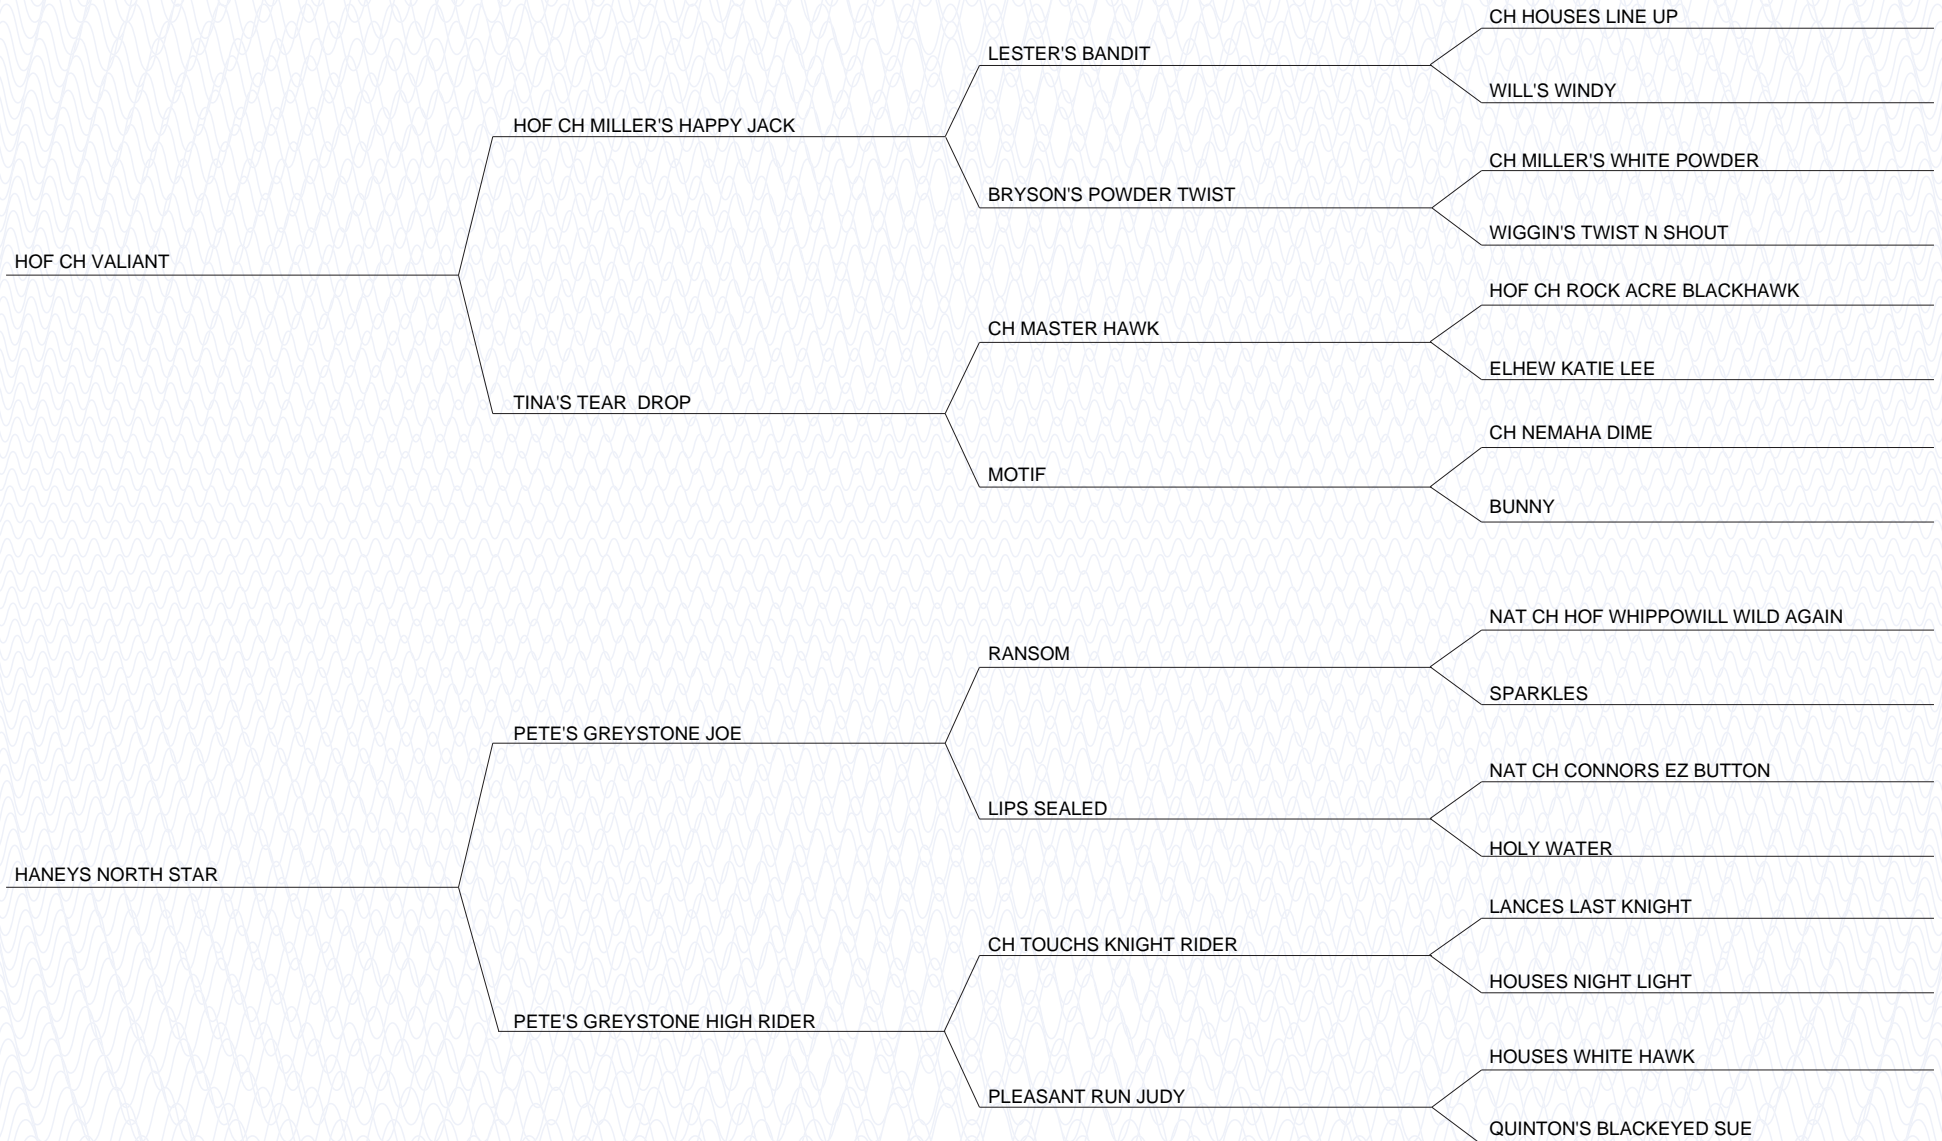 CH HOUSES LINE UP
LESTER'S BANDIT
WILL'S WINDY
HOF CH MILLER'S HAPPY JACK
CH MILLER'S WHITE POWDER
BRYSON'S POWDER TWIST
WIGGIN'S TWIST N SHOUT
HOF CH VALIANT
HOF CH ROCK ACRE BLACKHAWK
CH MASTER HAWK
ELHEW KATIE LEE
TINA'S TEAR  DROP
CH NEMAHA DIME
MOTIF
BUNNY
NAT CH HOF WHIPPOWILL WILD AGAIN
RANSOM
SPARKLES
PETE'S GREYSTONE JOE
NAT CH CONNORS EZ BUTTON
LIPS SEALED
HOLY WATER
HANEYS NORTH STAR
LANCES LAST KNIGHT
CH TOUCHS KNIGHT RIDER
HOUSES NIGHT LIGHT
PETE'S GREYSTONE HIGH RIDER
HOUSES WHITE HAWK
PLEASANT RUN JUDY
QUINTON'S BLACKEYED SUE